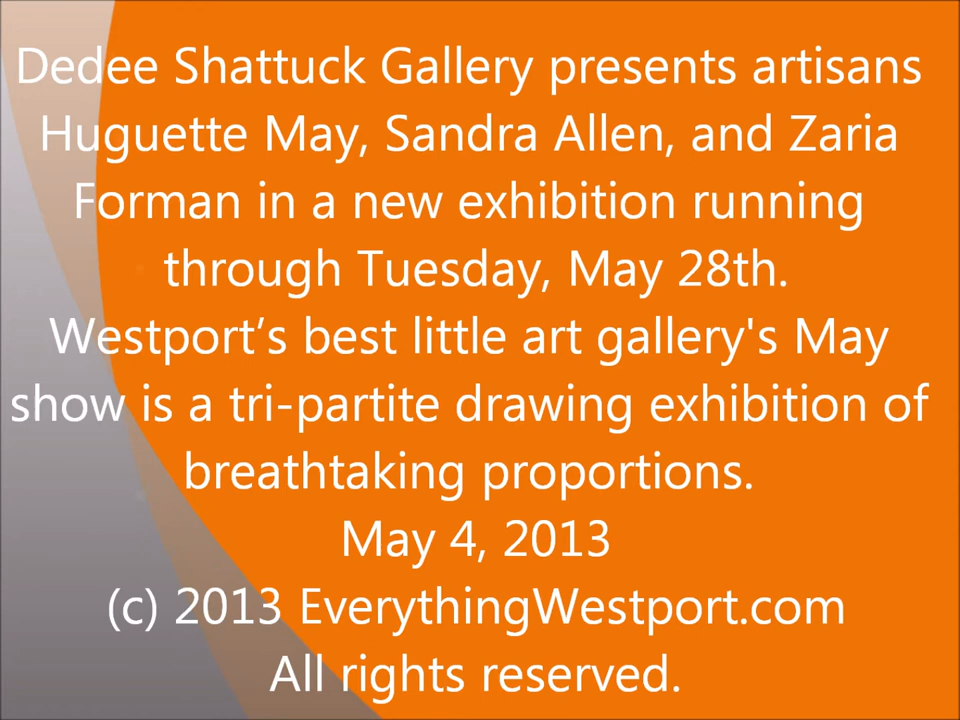 Dedee Shattuck Gallery presents artisans
Huguette May, Sandra Allen, and Zaria
Forman in a new exhibition running
through Tuesday, May 28th.
Westport’s best little art gallery's May
show is a tri-partite drawing exhibition of
breathtaking proportions.
May 4, 2013
(c) 2013 EverythingWestport.com
All rights reserved.